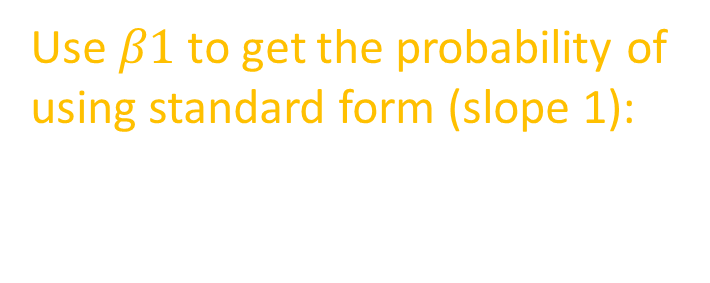 Use 𝛽1 to get the probability of
using standard form (slope 1):